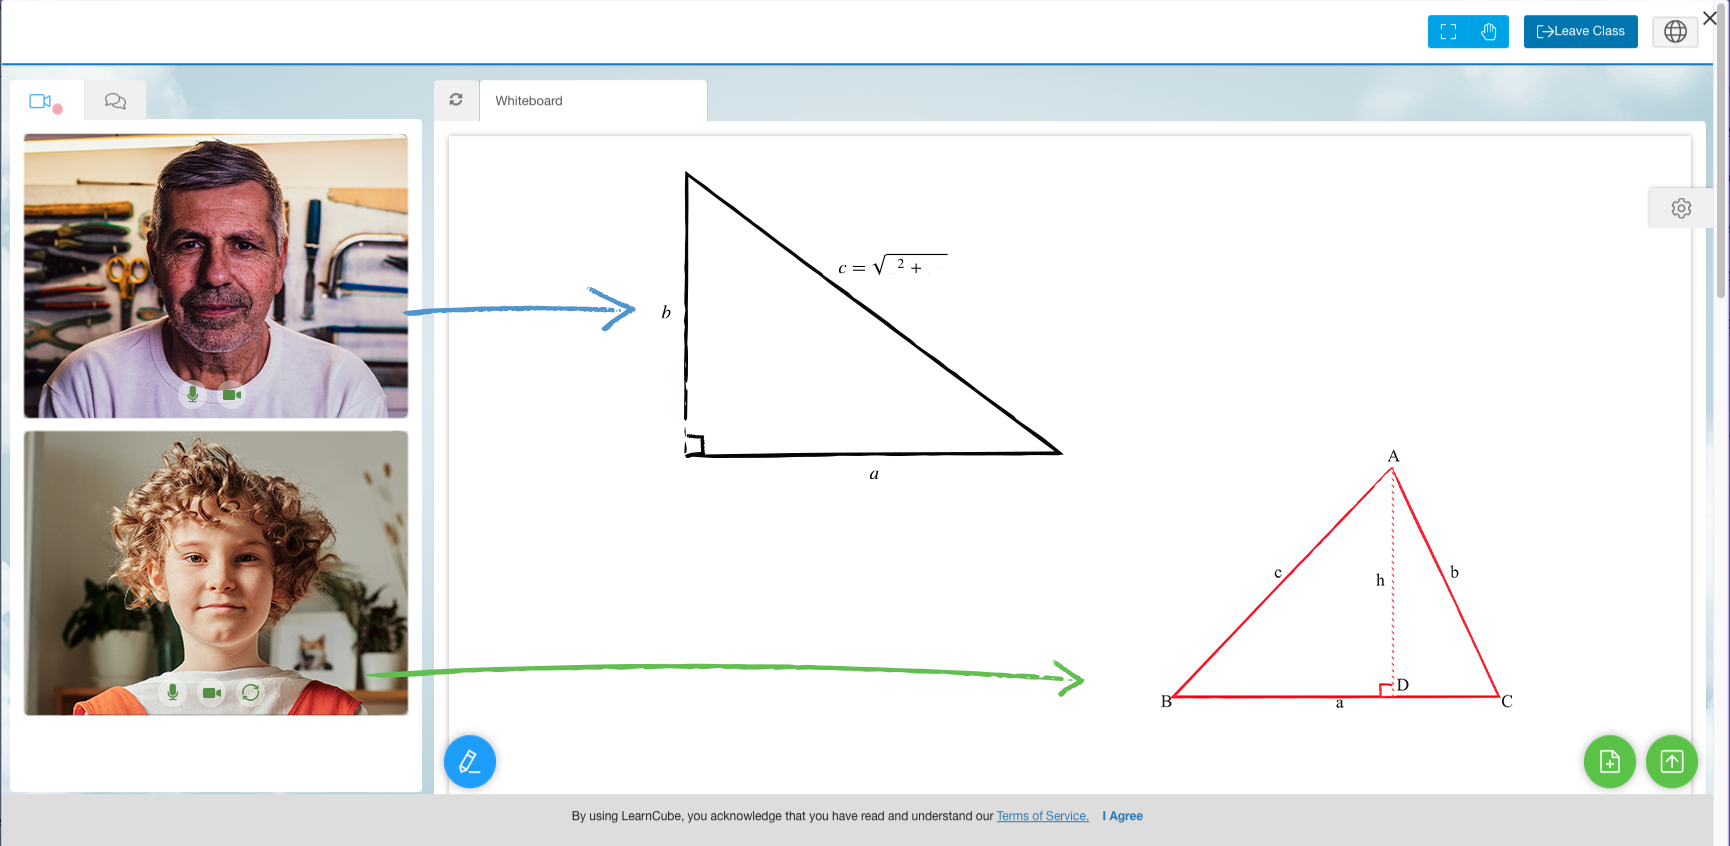 Leave Class
Whiteboard
c = √ 2 +
b
a
A
c
h
b
D
B
a
C
By using LearnCube, you acknowledge that you have read and understand our Terms of Service. I Agree